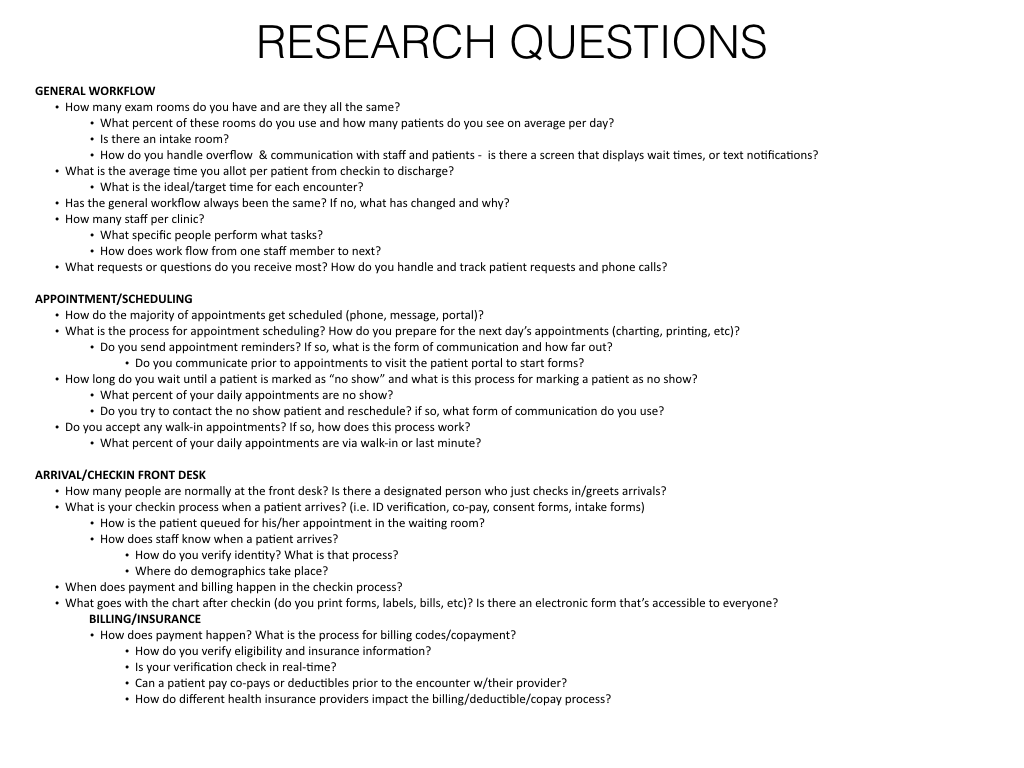 RESEARCH QUESTIONS
GENERAL WORKFLOW
• How many exam rooms do you have and are they all the same?
• What percent of these rooms do you use and how many patients do you see on average per day?
• Is there an intake room?
• How do you handle overflow  & communication with staff and patients -  is there a screen that displays wait times, or text notifications?
• What is the average time you allot per patient from checkin to discharge?
• What is the ideal/target time for each encounter?
• Has the general workflow always been the same? If no, what has changed and why?
• How many staff per clinic?
• What specific people perform what tasks?
• How does work flow from one staff member to next?
• What requests or questions do you receive most? How do you handle and track patient requests and phone calls?
APPOINTMENT/SCHEDULING
• How do the majority of appointments get scheduled (phone, message, portal)?
• What is the process for appointment scheduling? How do you prepare for the next day’s appointments (charting, printing, etc)?
• Do you send appointment reminders? If so, what is the form of communication and how far out?
• Do you communicate prior to appointments to visit the patient portal to start forms?
• How long do you wait until a patient is marked as “no show” and what is this process for marking a patient as no show?
• What percent of your daily appointments are no show?
• Do you try to contact the no show patient and reschedule? if so, what form of communication do you use?
• Do you accept any walk-in appointments? If so, how does this process work?
• What percent of your daily appointments are via walk-in or last minute?
ARRIVAL/CHECKIN FRONT DESK
• How many people are normally at the front desk? Is there a designated person who just checks in/greets arrivals?
• What is your checkin process when a patient arrives? (i.e. ID verification, co-pay, consent forms, intake forms)
• How is the patient queued for his/her appointment in the waiting room?
• How does staff know when a patient arrives?
• How do you verify identity? What is that process?
• Where do demographics take place?
• When does payment and billing happen in the checkin process?
• What goes with the chart after checkin (do you print forms, labels, bills, etc)? Is there an electronic form that’s accessible to everyone?
BILLING/INSURANCE
• How does payment happen? What is the process for billing codes/copayment?
• How do you verify eligibility and insurance information?
• Is your verification check in real-time?
• Can a patient pay co-pays or deductibles prior to the encounter w/their provider?
• How do different health insurance providers impact the billing/deductible/copay process?